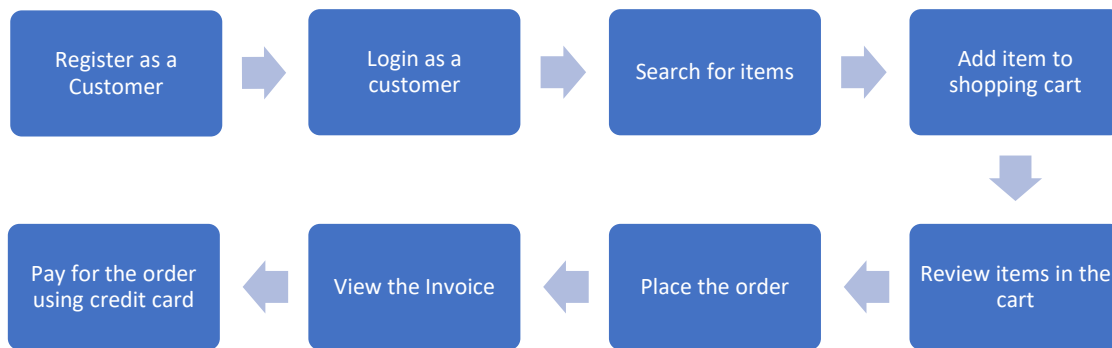 Register as a
Customer
Login as a
customer
Search for items
Add item to
shopping cart
Review items in the
cart
Place the order
View the Invoice
Pay for the order
using credit card